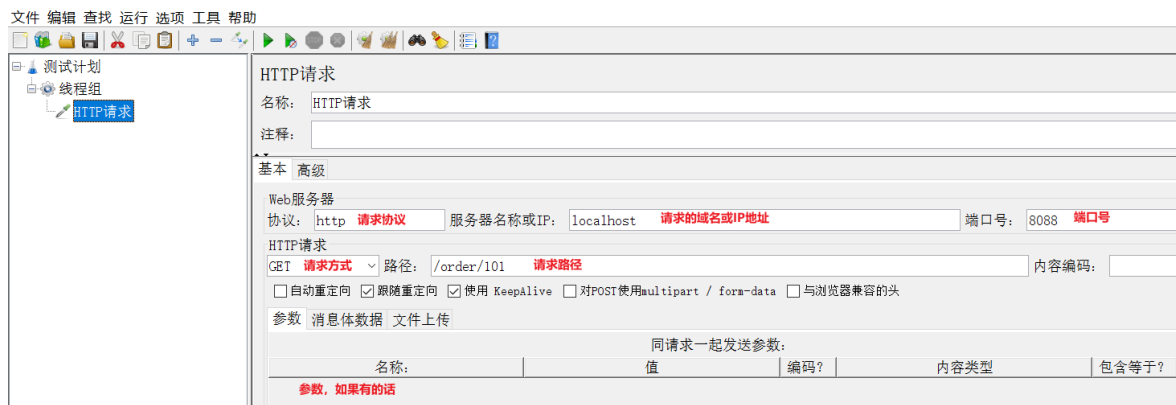 文件 编辑 查找 运行 选项 工具 帮助
测试计划
线程组
HTTP请求
HTTP请求
名称: HTTP请求
注释:
基本 高级
Web服务器
协议: http 请求协议 服务器名称或IP: localhost 请求的域名或IP地址 端口号: 8088 端口号
HTTP请求
GET 请求方式 路径: /order/101 请求路径 内容编码:
自动重定向 跟随重定向 使用 KeepAlive 对POST使用multipart / form-data 与浏览器兼容的头
参数 消息体数据 文件上传
同请求一起发送参数:
名称: 值 编码? 内容类型 包含等于?
参数，如果有的话